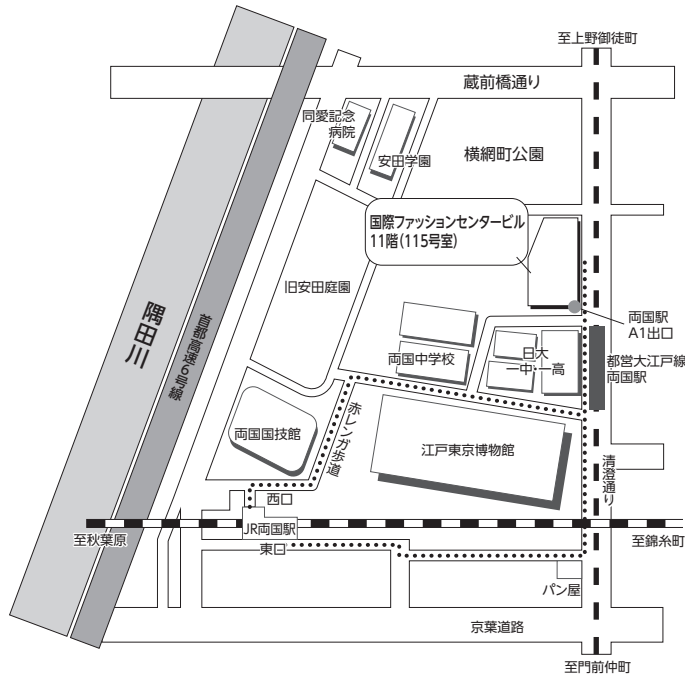 至上野御徒町
蔵前橋通り
同愛記念
病院
安田学園
横網町公園
国際ファッションセンタービル
11階(115号室)
旧安田庭園
隅田川
首都高速6号線
両国駅
A1出口
両国中学校
日大
一中・一高
都営大江戸線
両国駅
両国国技館
赤レンガ歩道
江戸東京博物館
清澄通り
西口
JR両国駅
至秋葉原
東口
至錦糸町
パン屋
京葉道路
至門前仲町